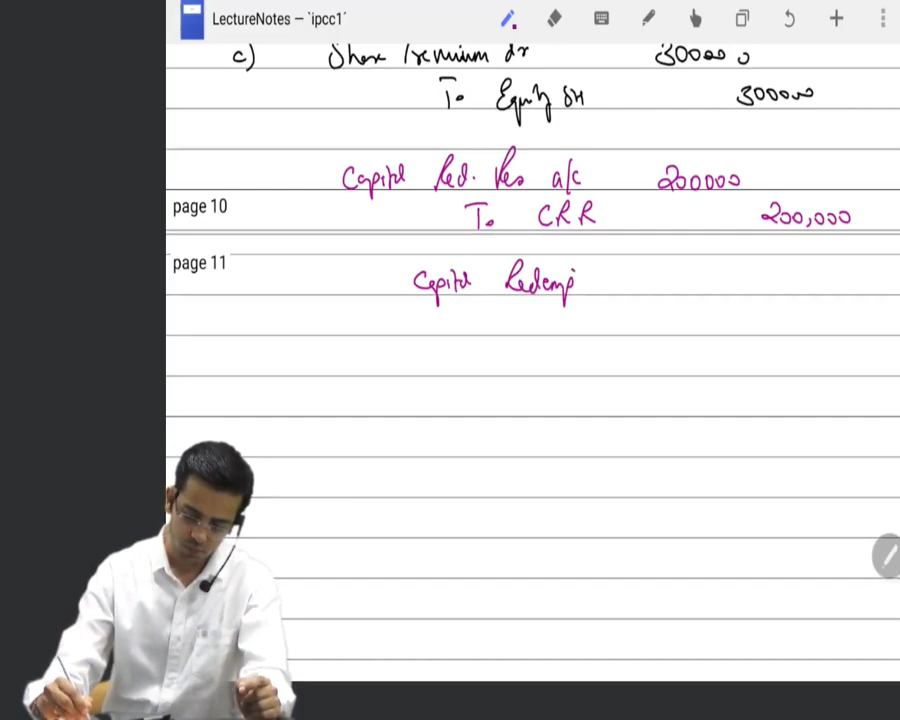 LectureNotes – `ipcc1`
c) Share Premium dr 300000
To Equity SH 300000
Capital Red. Res a/c 200000
page 10
To CRR 200,000
page 11
Capital Redemp